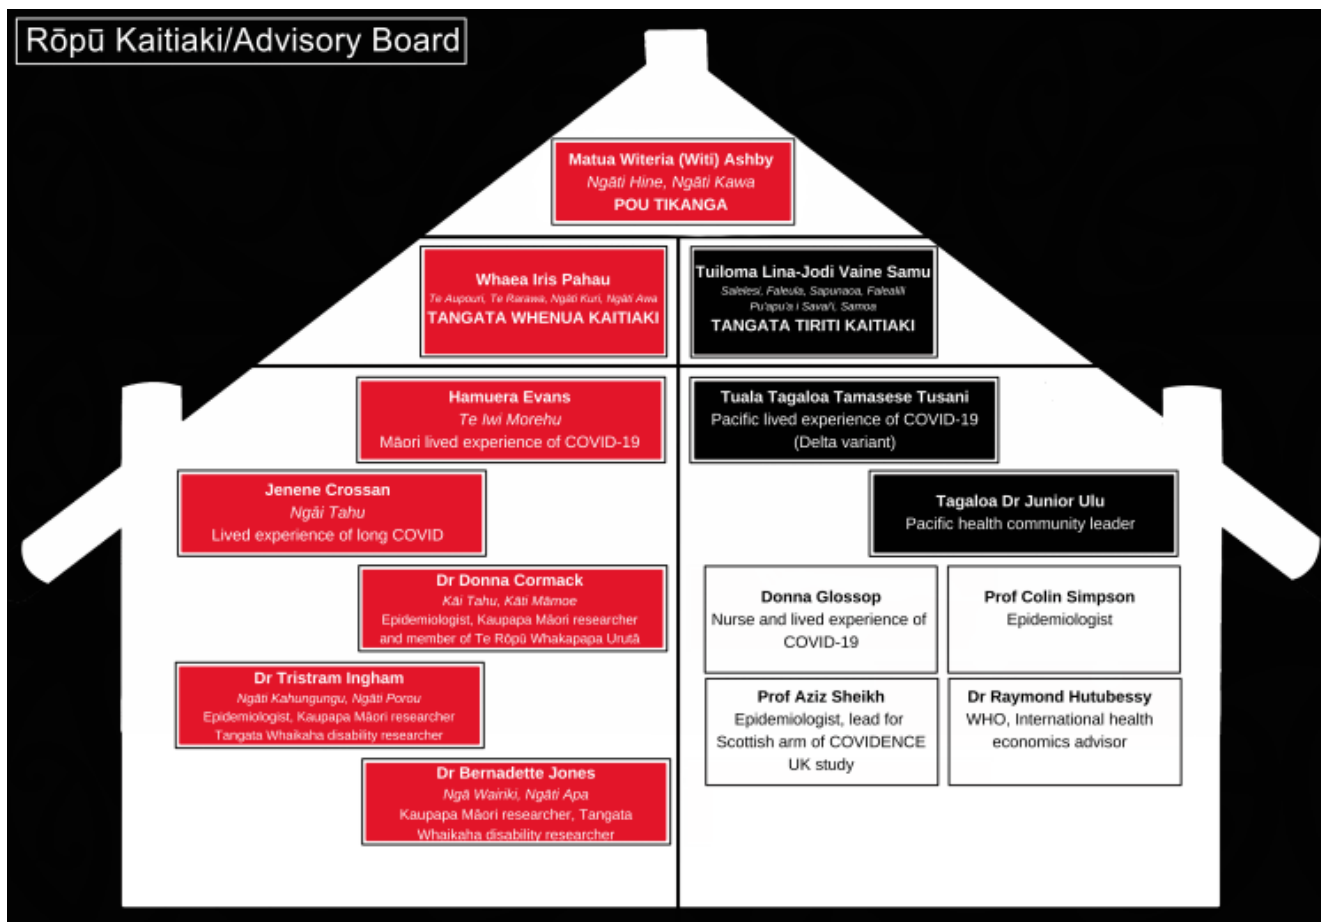 Rōpū Kaitiaki/Advisory Board
Matua Witeria (Witi) Ashby
Ngāti Hine, Ngāti Kawa
POU TIKANGA
Whaea Iris Pahau
Te Aupouri, Te Rarawa, Ngāti Kuri, Ngāti Awa
TANGATA WHENUA KAITIAKI
Tuiloma Lina-Jodi Vaine Samu
Salelesi, Faleula, Sapunaoa, Falealili
Pu'apu'a i Savai'i, Samoa
TANGATA TIRITI KAITIAKI
Hamuera Evans
Te Iwi Morehu
Māori lived experience of COVID-19
Jenene Crossan
Ngāi Tahu
Lived experience of long COVID
Dr Donna Cormack
Kāi Tahu, Kāti Māmoe
Epidemiologist, Kaupapa Māori researcher
and member of Te Rōpū Whakapapa Urutā
Dr Tristram Ingham
Ngāti Kahungungu, Ngāti Porou
Epidemiologist, Kaupapa Māori researcher
Tangata Whaikaha disability researcher
Dr Bernadette Jones
Ngā Wairiki, Ngāti Apa
Kaupapa Māori researcher, Tangata
Whaikaha disability researcher
Tuala Tagaloa Tamasese Tusani
Pacific lived experience of COVID-19
(Delta variant)
Tagaloa Dr Junior Ulu
Pacific health community leader
Donna Glossop
Nurse and lived experience of
COVID-19
Prof Colin Simpson
Epidemiologist
Prof Aziz Sheikh
Epidemiologist, lead for
Scottish arm of COVIDENCE
UK study
Dr Raymond Hutubessy
WHO, International health
economics advisor